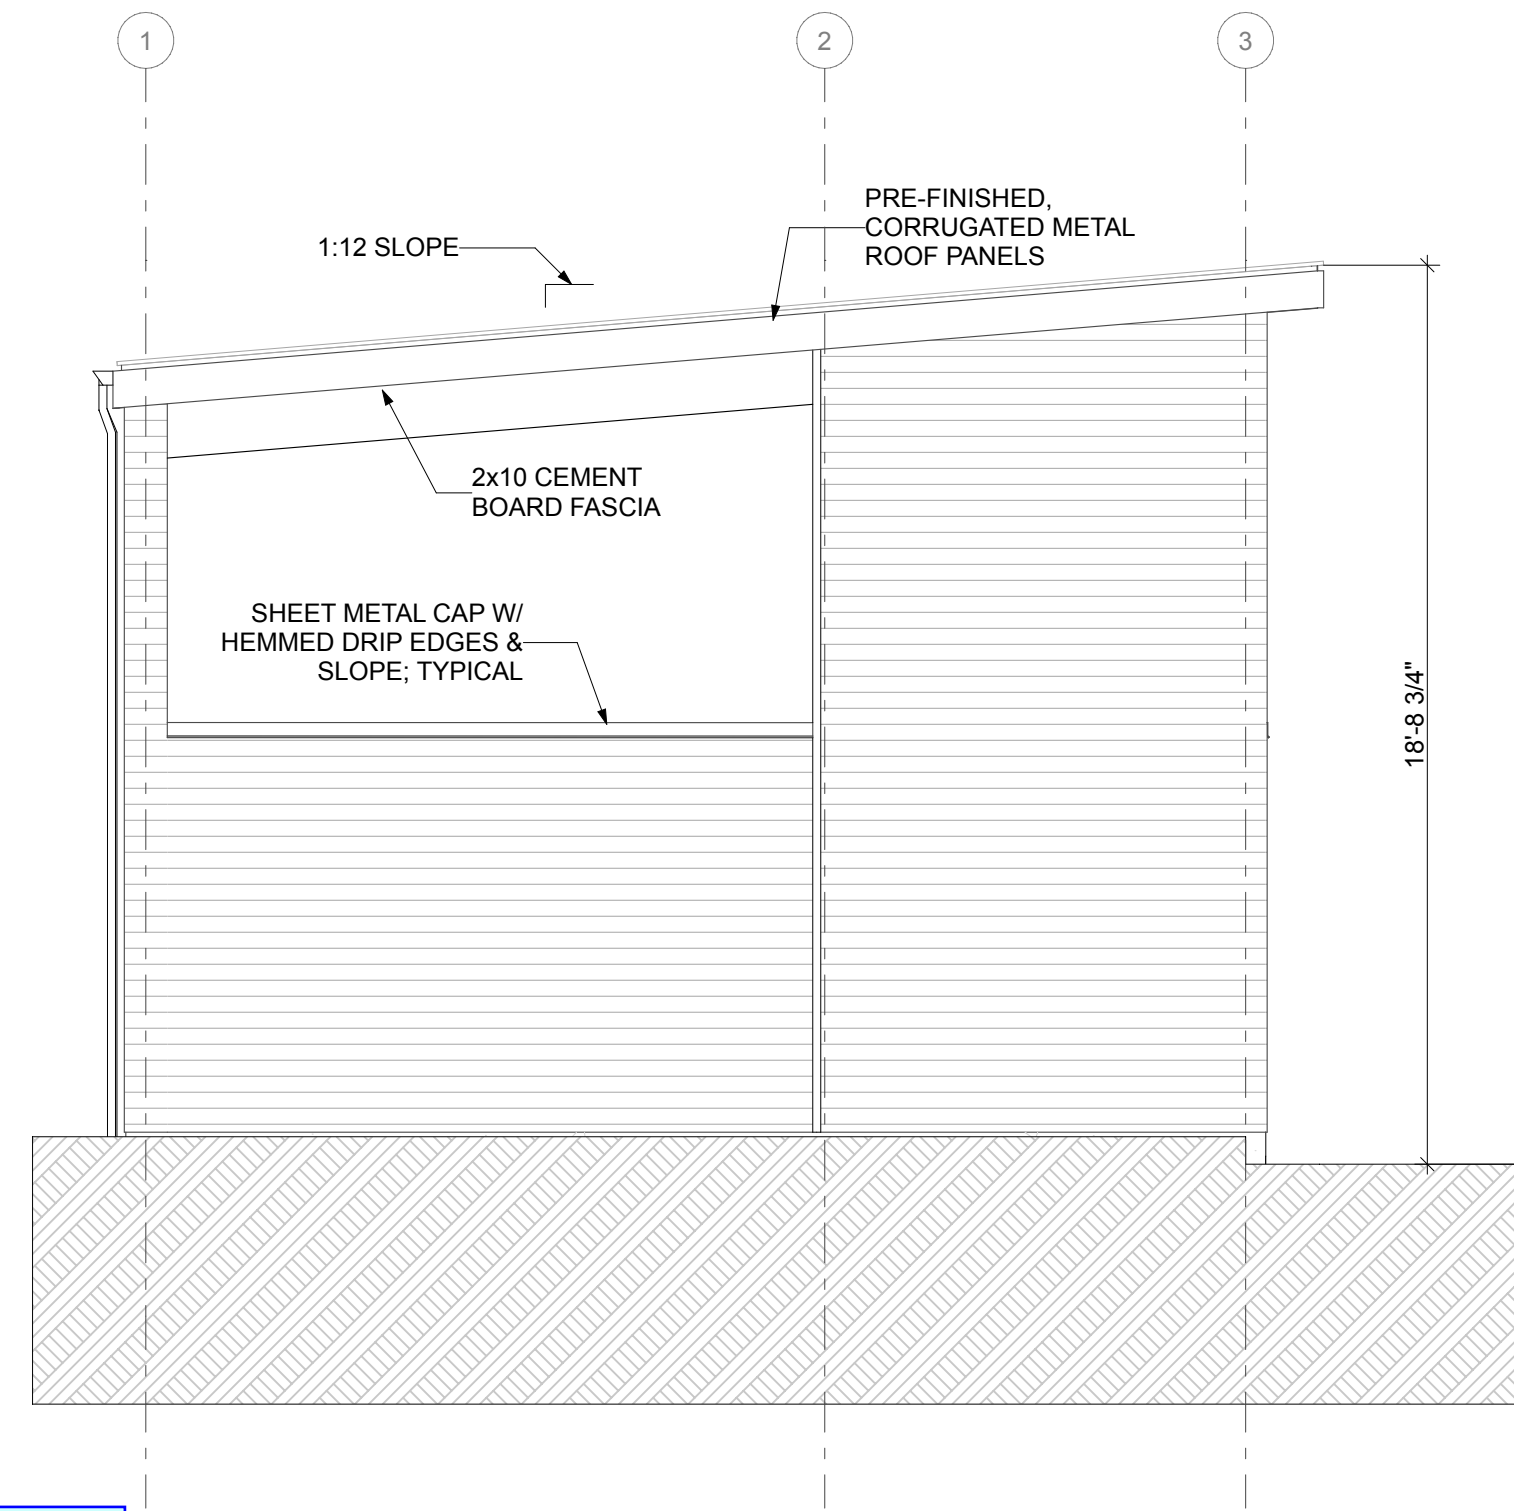 1
2
3
PRE-FINISHED,
CORRUGATED METAL
ROOF PANELS
1:12 SLOPE
2x10 CEMENT
BOARD FASCIA
SHEET METAL CAP W/
HEMMED DRIP EDGES &
SLOPE; TYPICAL
18'-8 3/4"